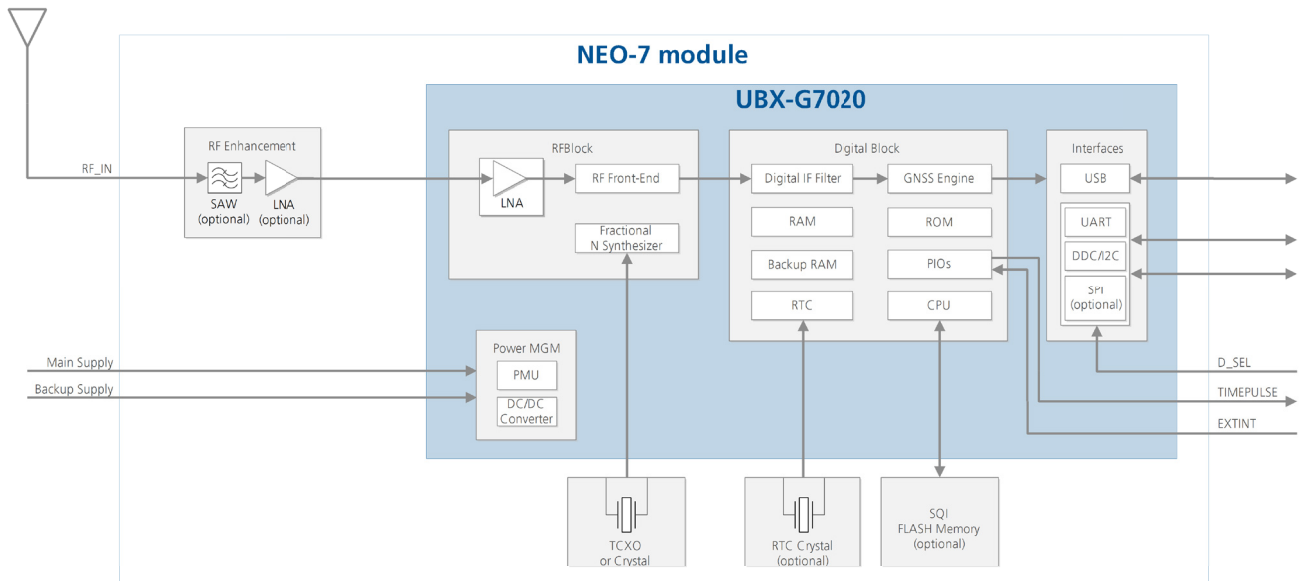 NEO-7 module
UBX-G7020
RF Enhancement
RF_IN
SAW
(optional)
LNA
(optional)
RFBlock
LNA
RF Front-End
Fractional
N Synthesizer
Dgital Block
Digital IF Filter
GNSS Engine
RAM
ROM
Backup RAM
PIOs
RTC
CPU
Interfaces
USB
UART
DDC/I2C
SPI
(optional)
Main Supply
Backup Supply
Power MGM
PMU
DC/DC
Converter
D_SEL
TIMEPULSE
EXTINT
TCXO
or Crystal
RTC Crystal
(optional)
SQI
FLASH Memory
(optional)